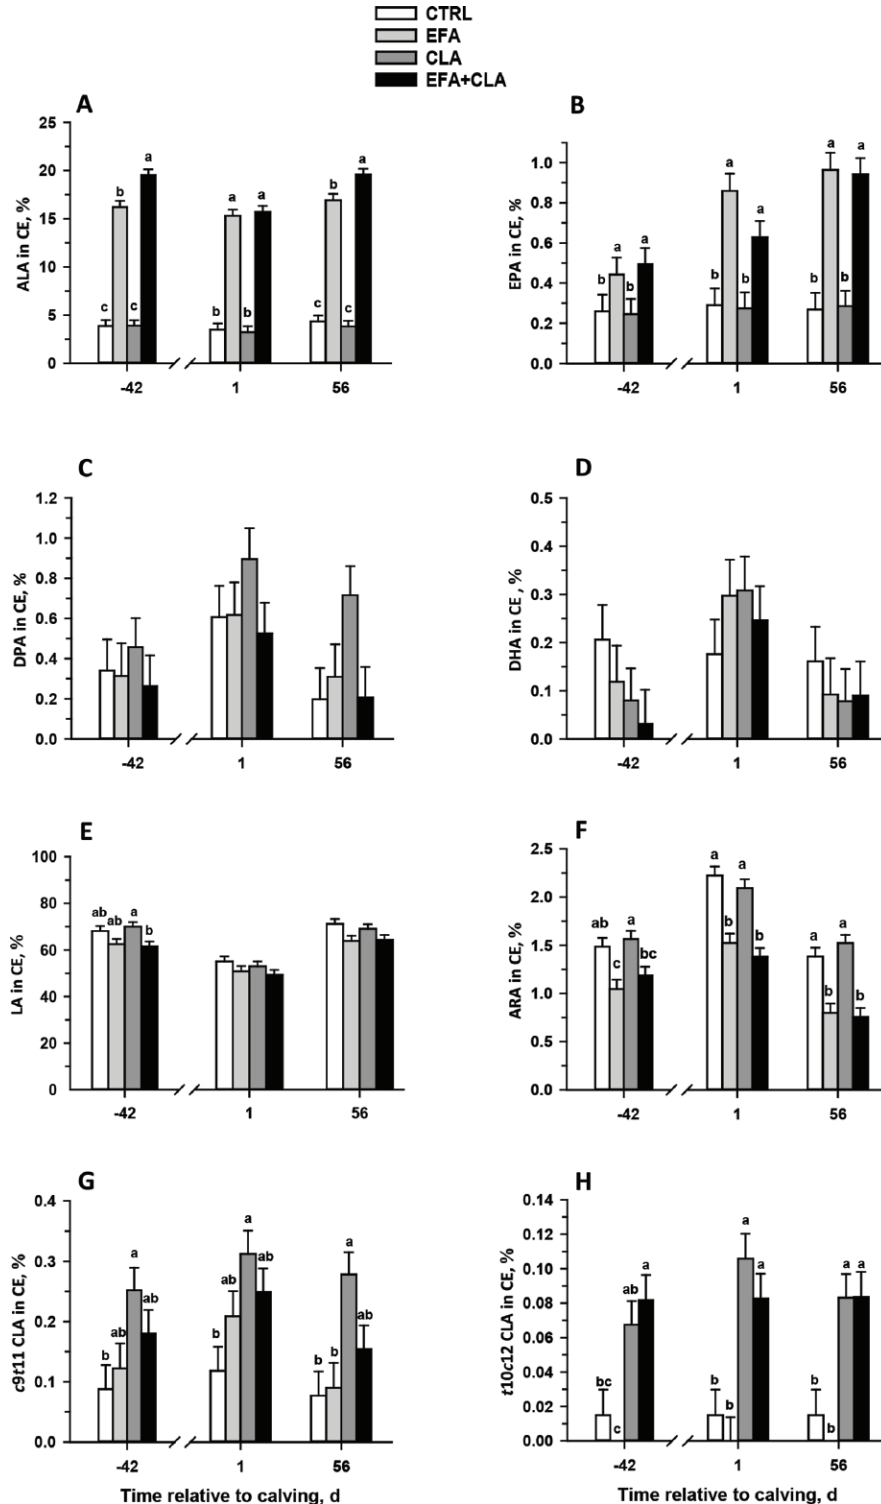 CTRL
EFA
CLA
EFA+CLA
A
ALA in CE, %
25
20
15
10
5
0
c b c a
b a b a
c b c a
-42 1 56
B
EPA in CE, %
1.0
0.8
0.6
0.4
0.2
0.0
b a b a
b a b a
b a b a
-42 1 56
C
DPA in CE, %
1.2
1.0
0.8
0.6
0.4
0.2
0.0
-42 1 56
D
DHA in CE , %
0.5
0.4
0.3
0.2
0.1
0.0
-42 1 56
E
LA in CE, %
100
80
60
40
20
0
ab ab a b
-42 1 56
F
ARA in CE, %
2.5
2.0
1.5
1.0
0.5
0.0
ab c a bc
a b a b
a b a b
-42 1 56
G
c9t11 CLA in CE, %
0.4
0.3
0.2
0.1
0.0
b ab a ab
b ab a ab
b b a ab
-42 1 56
Time relative to calving, d
H
t10c12 CLA in CE, %
0.14
0.12
0.10
0.08
0.06
0.04
0.02
0.00
bc c ab a
b b a a
b b a a
-42 1 56
Time relative to calving, d